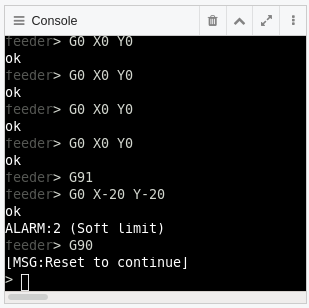 Console
feeder> G0 X0 Y0
ok
feeder> G0 X0 Y0
ok
feeder> G0 X0 Y0
ok
feeder> G0 X0 Y0
ok
feeder> G91
feeder> G0 X-20 Y-20
ok
ALARM:2 (Soft limit)
feeder> G90
[MSG:Reset to continue]
>